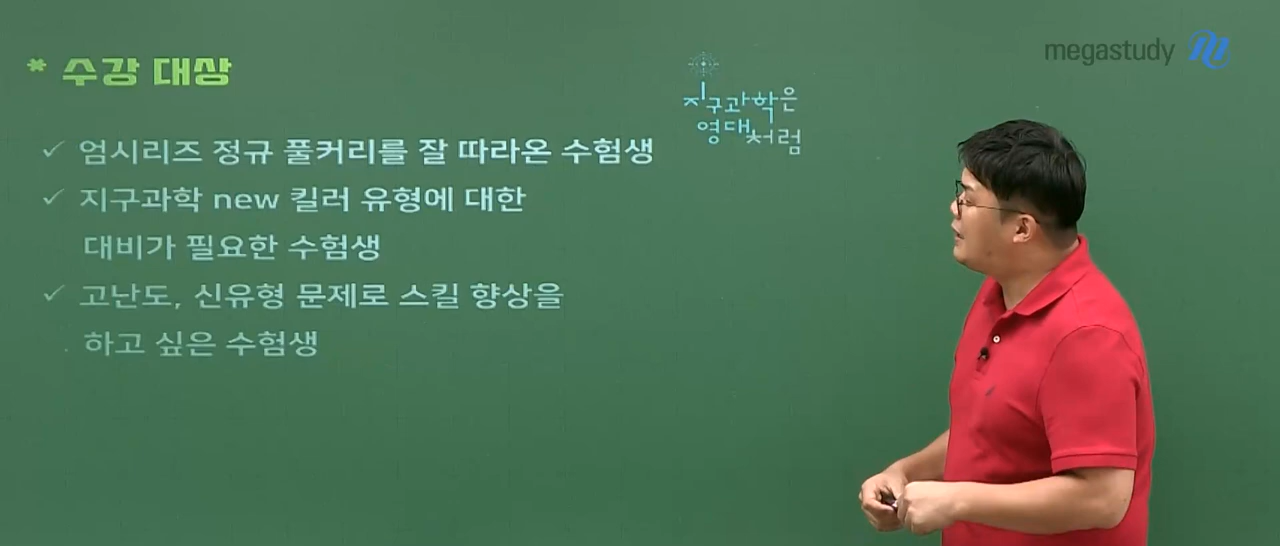 * 수강 대상
megastudy
지구과학은
영대처럼
✓ 엄시리즈 정규 풀커리를 잘 따라온 수험생
✓ 지구과학 new 킬러 유형에 대한
대비가 필요한 수험생
✓ 고난도, 신유형 문제로 스킬 향상을
하고 싶은 수험생